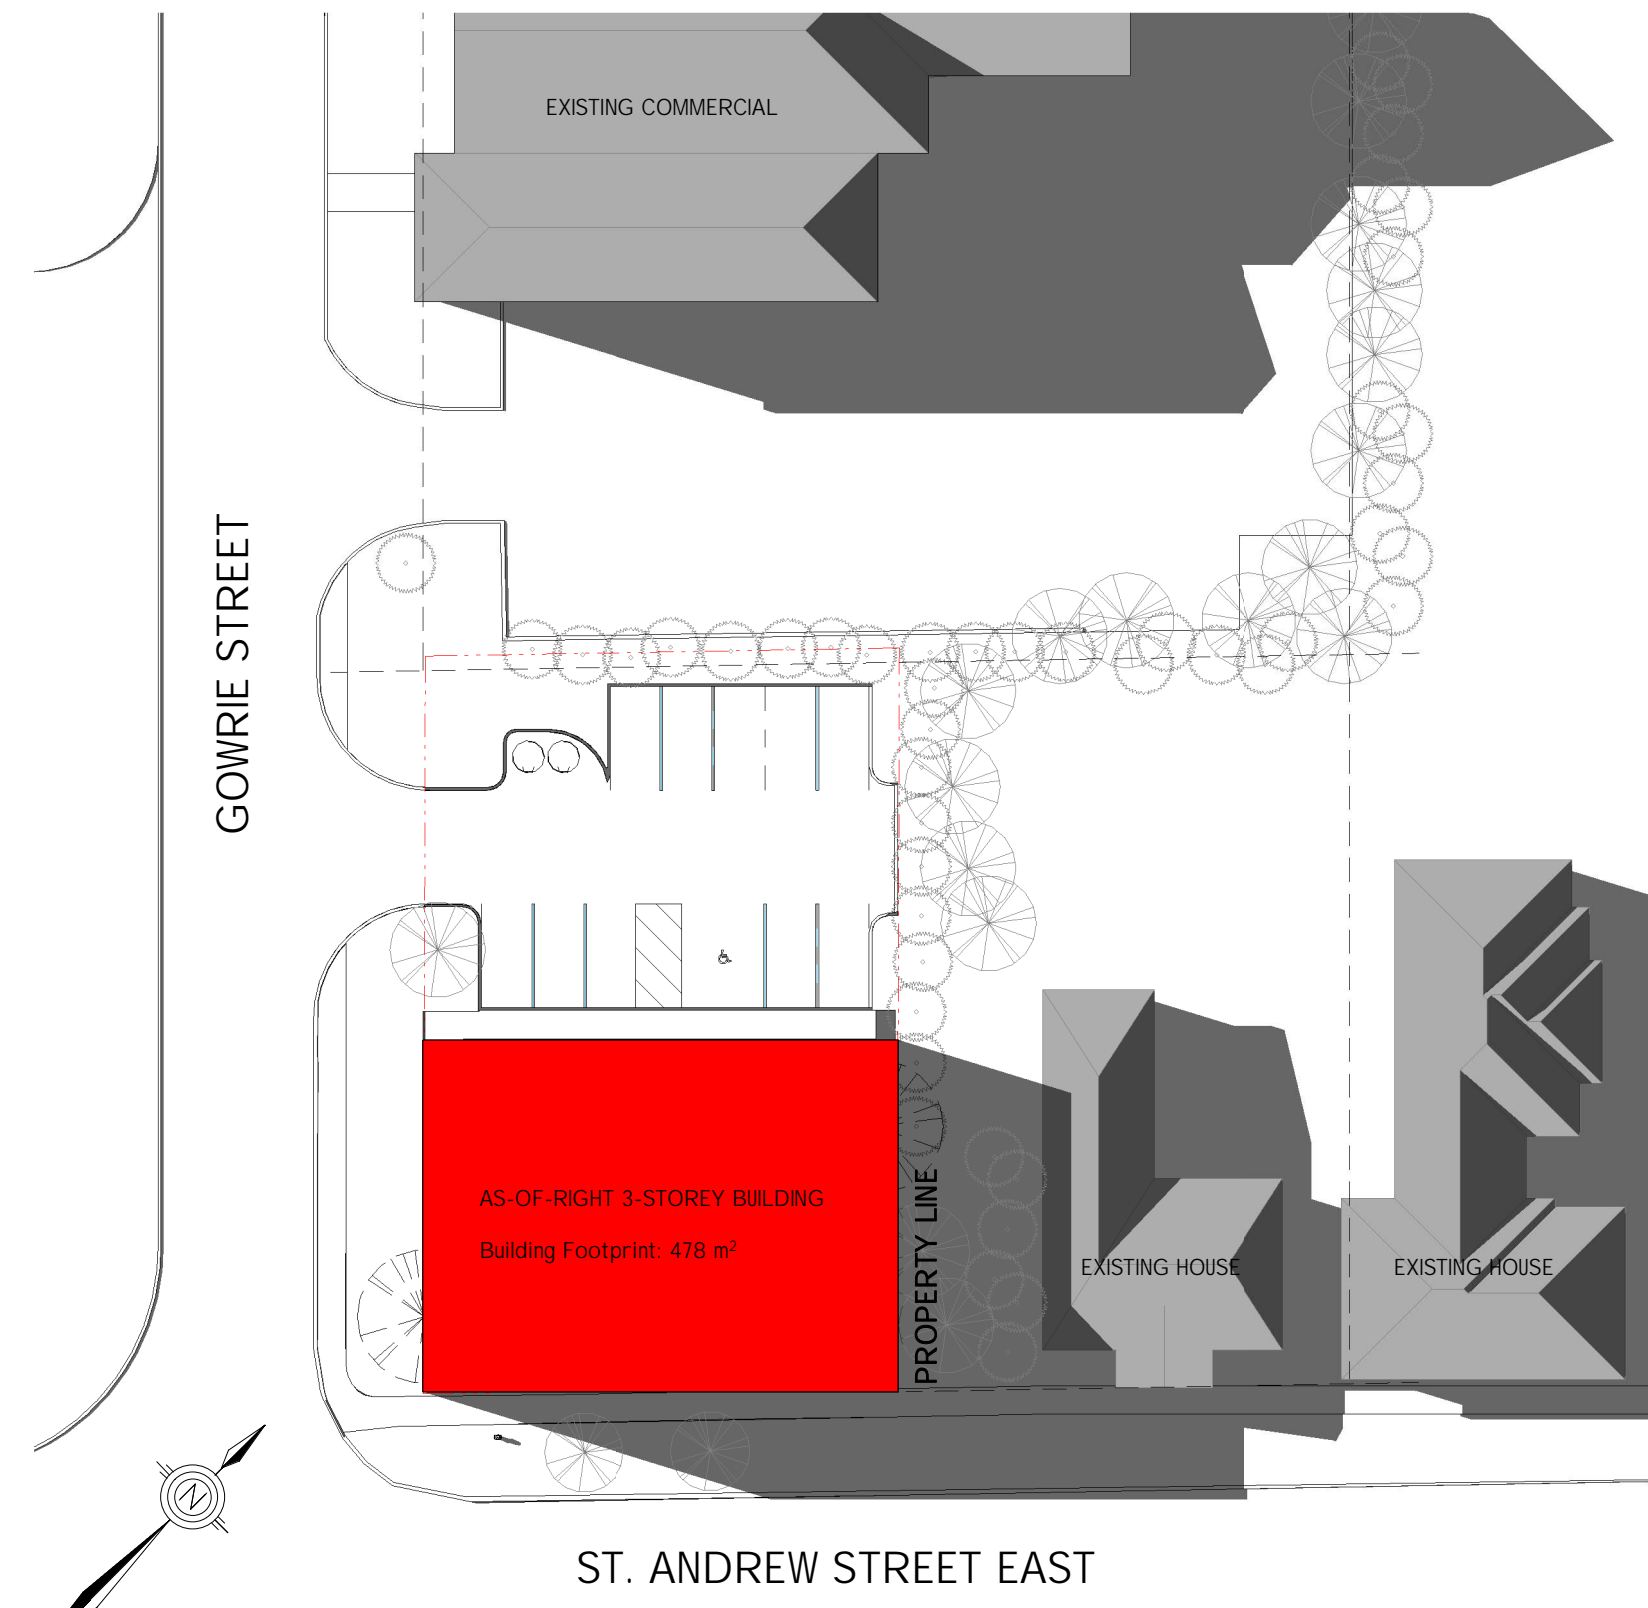 EXISTING COMMERCIAL
GOWRIE STREET
AS-OF-RIGHT 3-STOREY BUILDING
Building Footprint: 478 m²
PROPERTY LINE
EXISTING HOUSE
EXISTING HOUSE
N
ST. ANDREW STREET EAST